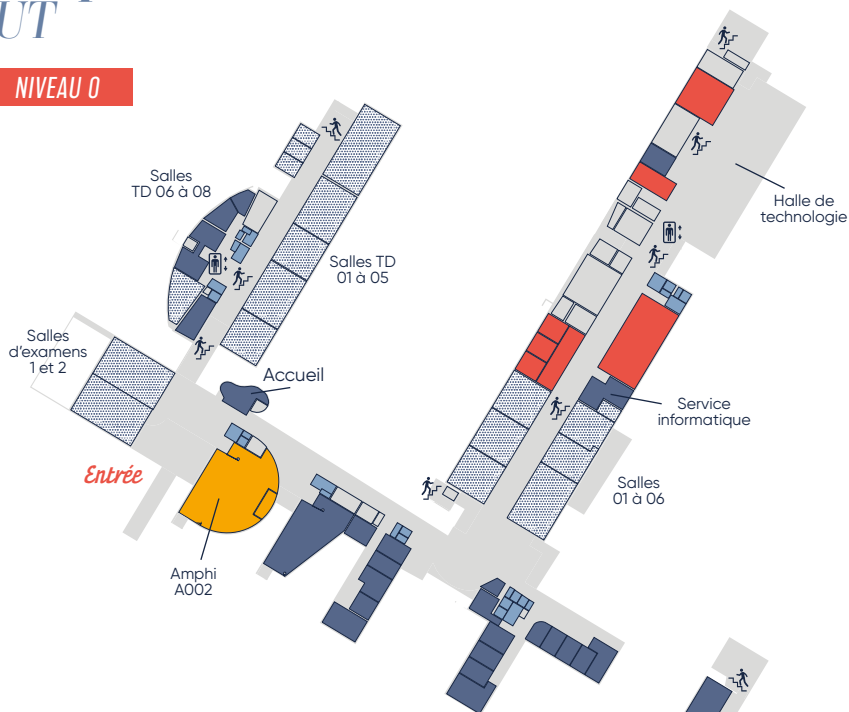 UT
NIVEAU 0
Salles
TD 06 à 08
Salles TD
01 à 05
Halle de
technologie
Salles
d'examens
1 et 2
Accueil
Service
informatique
Entrée
Salles
01 à 06
Amphi
A002